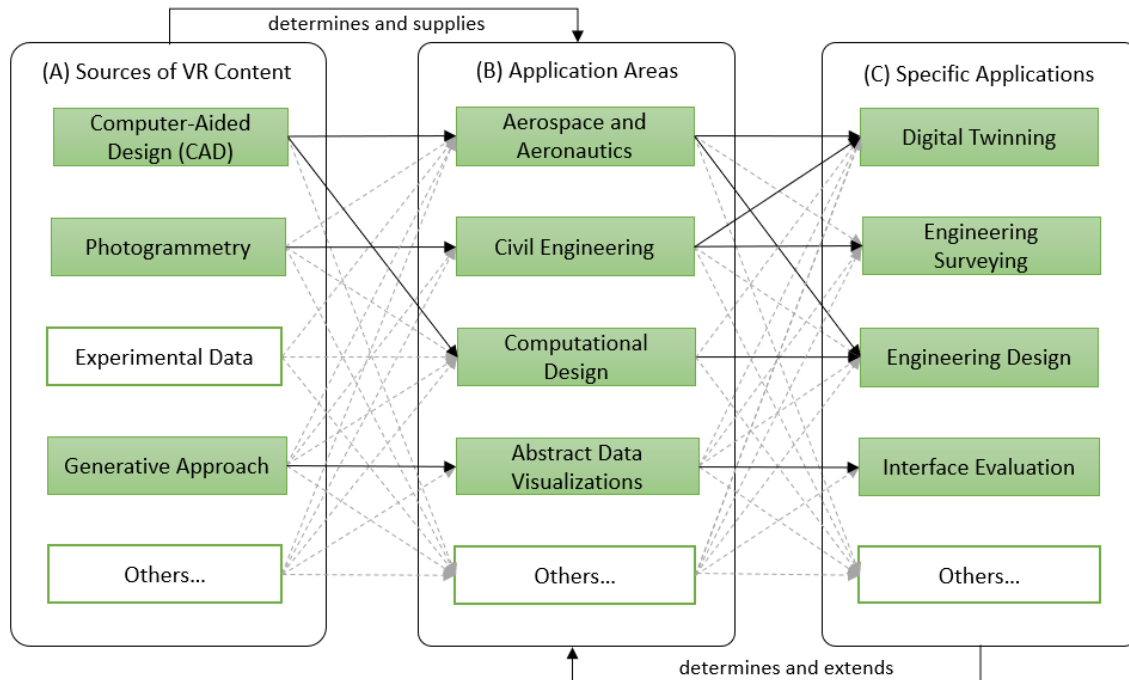 determines and supplies
(A) Sources of VR Content
Computer-Aided
Design (CAD)
Photogrammetry
Experimental Data
Generative Approach
Others...
(B) Application Areas
Aerospace and
Aeronautics
Civil Engineering
Computational
Design
Abstract Data
Visualizations
Others...
(C) Specific Applications
Digital Twinning
Engineering
Surveying
Engineering Design
Interface Evaluation
Others...
determines and extends